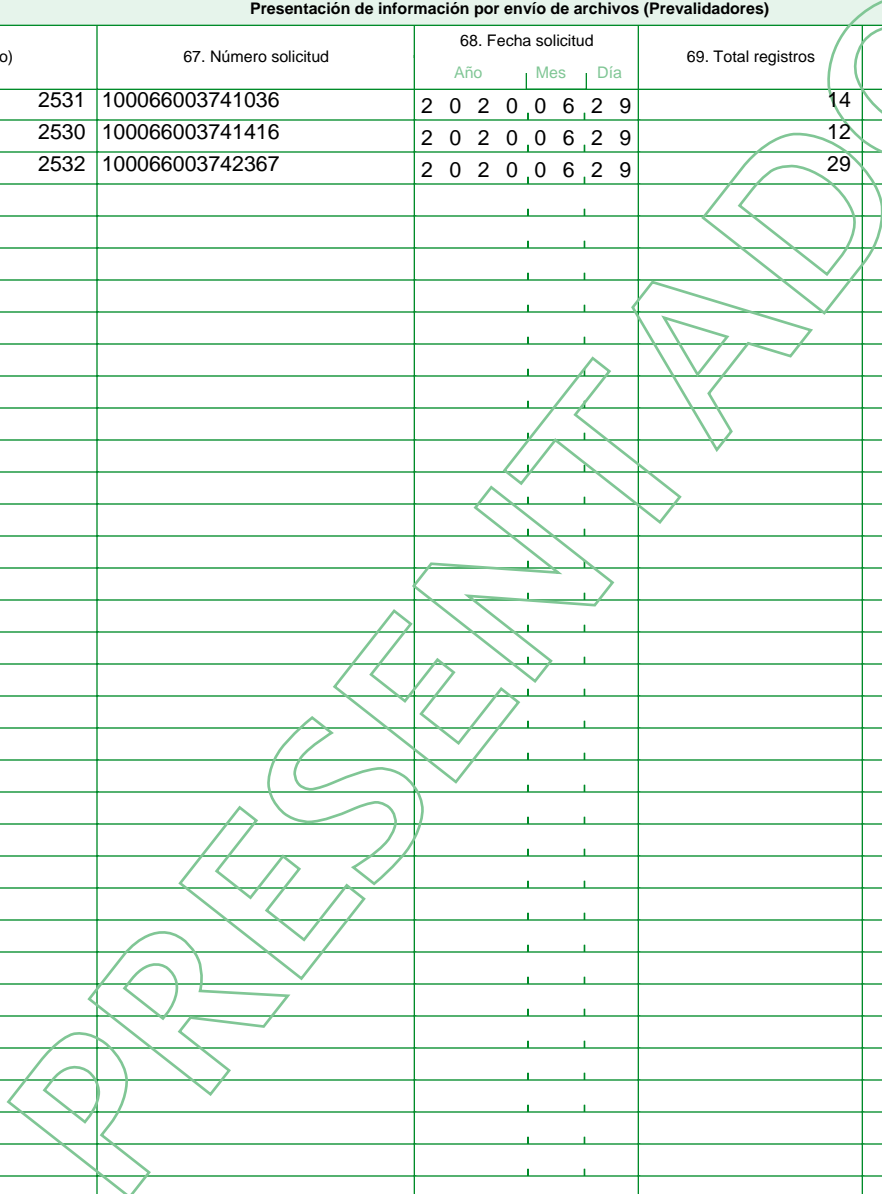 Presentación de información por envío de archivos (Prevalidadores)
o) 67. Número solicitud 68. Fecha solicitud 69. Total registros
Año Mes Día
2531 100066003741036 2 0 2 0 0 6 2 9 14
2530 100066003741416 2 0 2 0 0 6 2 9 12
2532 100066003742367 2 0 2 0 0 6 2 9 29
PRESENTADO